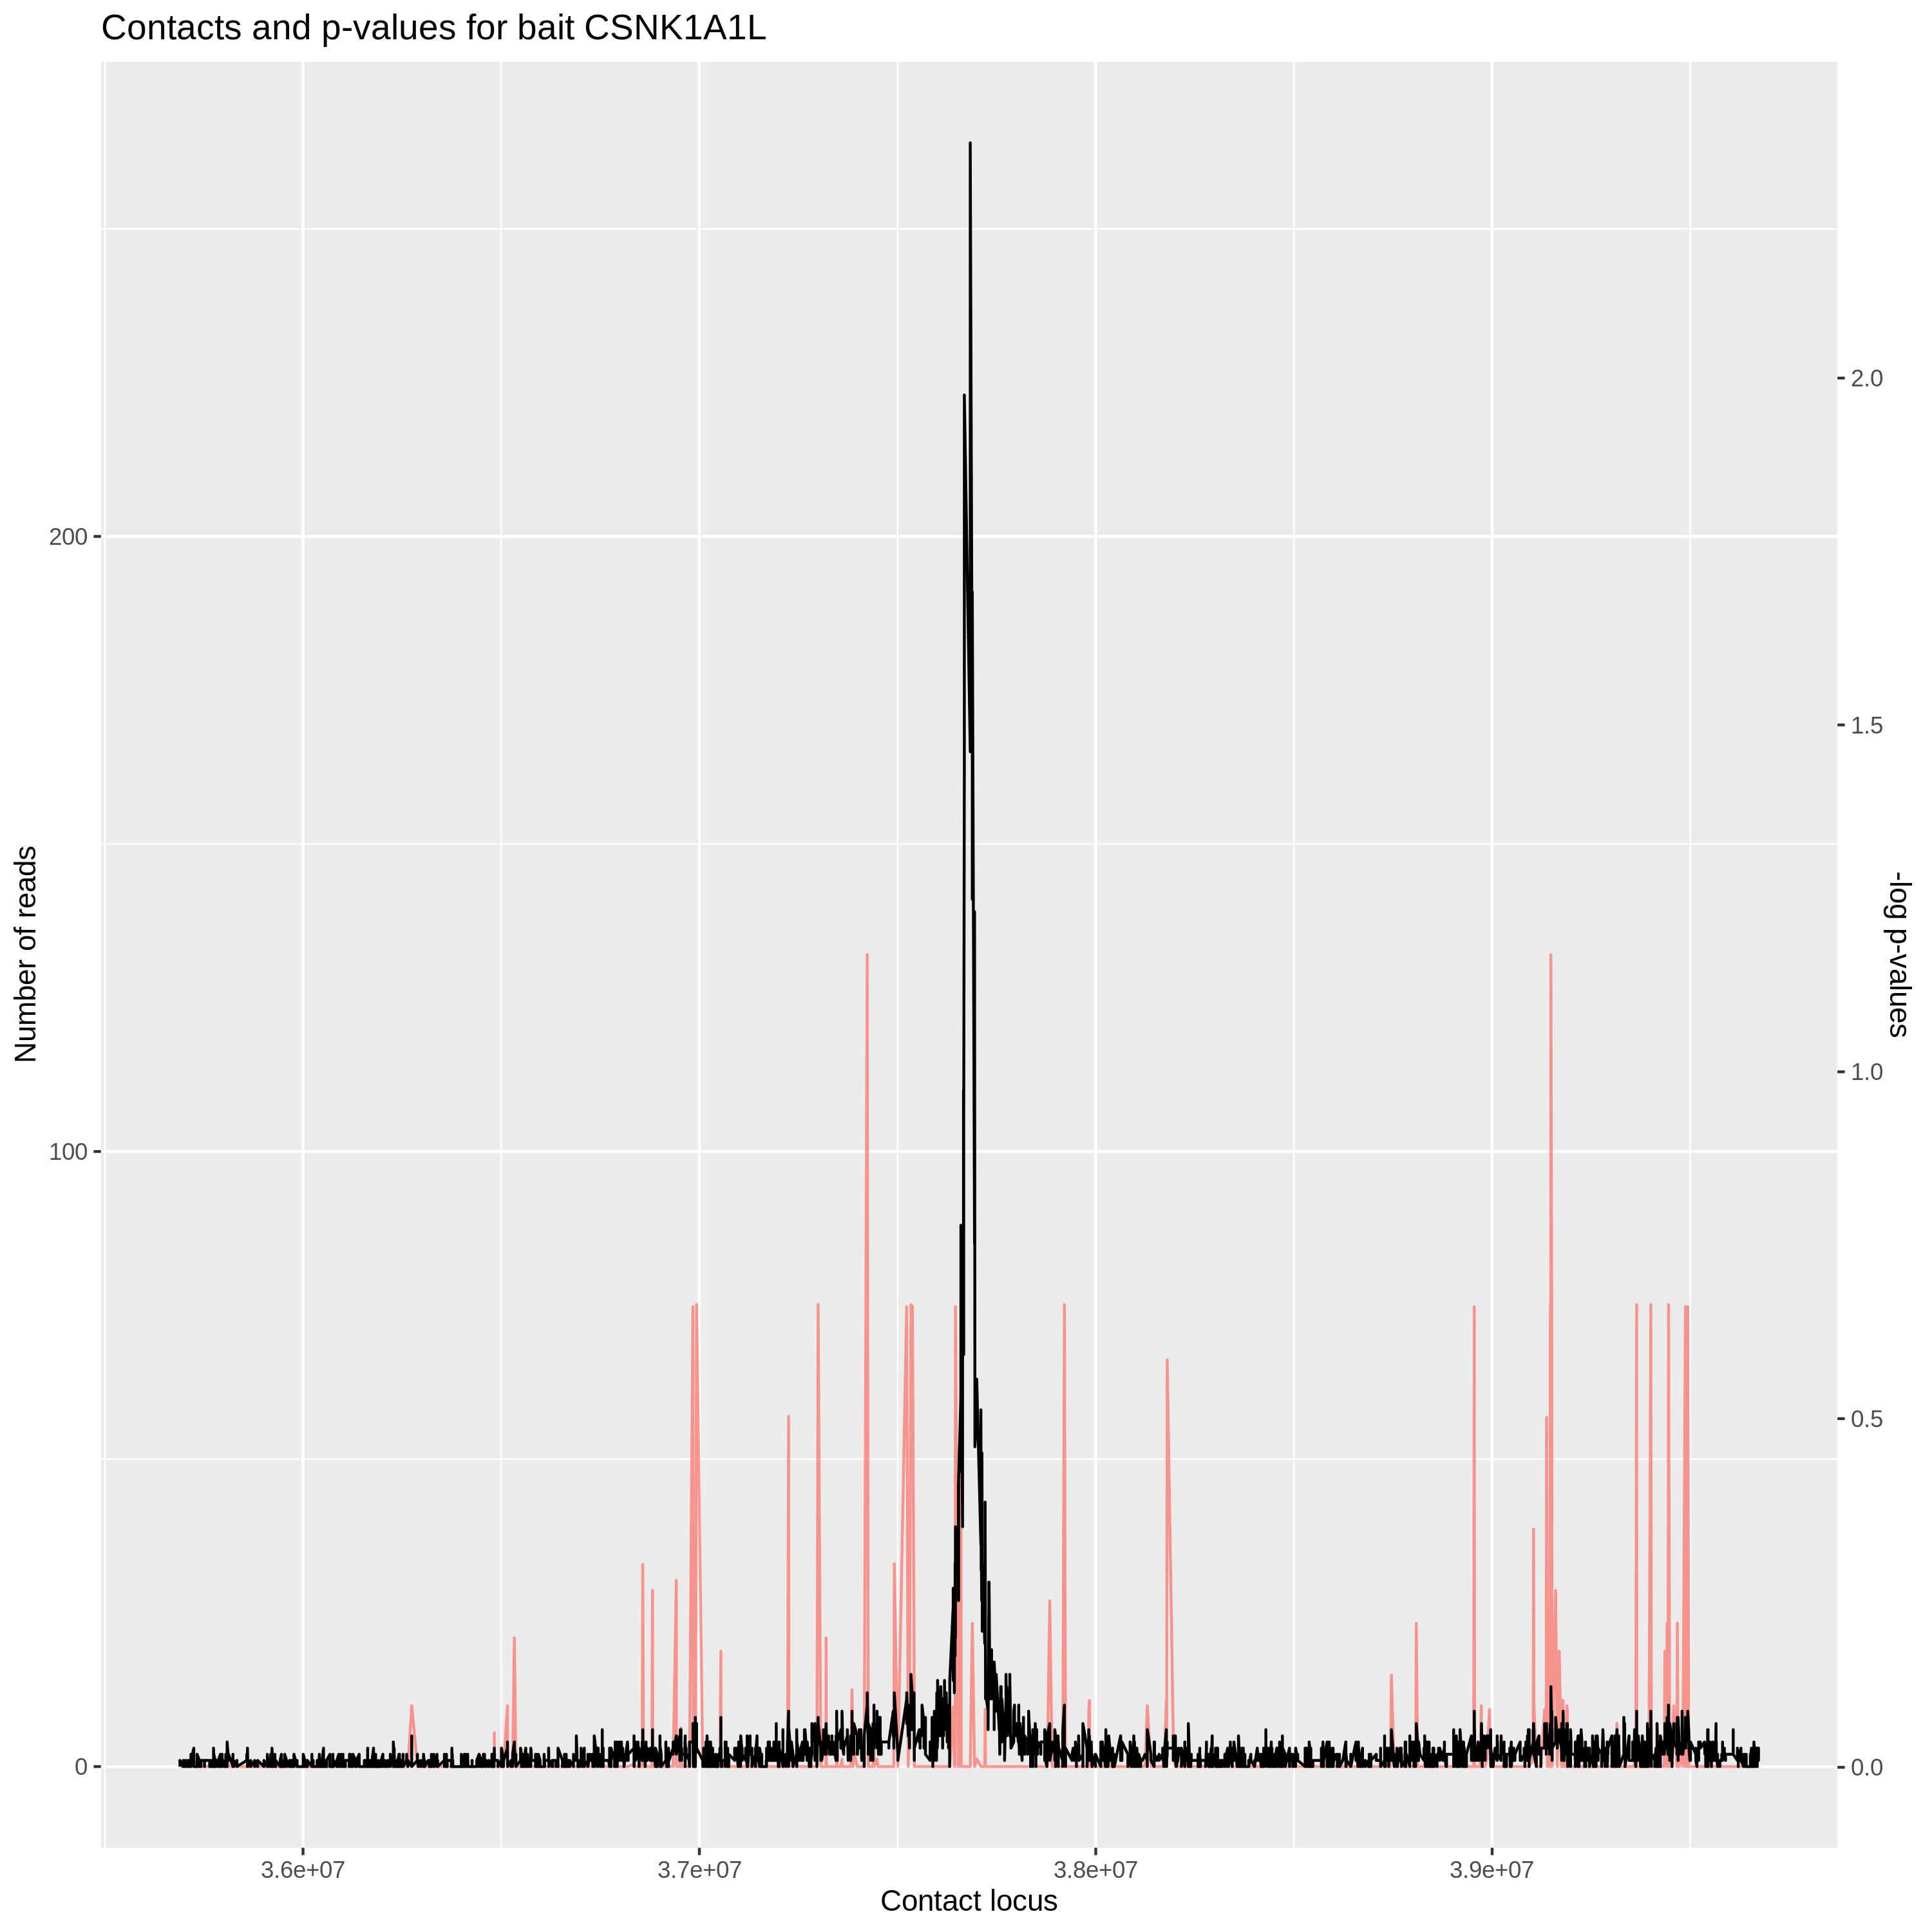 Contacts and p-values for bait CSNK1A1L
Number of reads
200
100
0
2.0
1.5
1.0
0.5
0.0
-log p-values
3.6e+07
3.7e+07
3.8e+07
3.9e+07
Contact locus